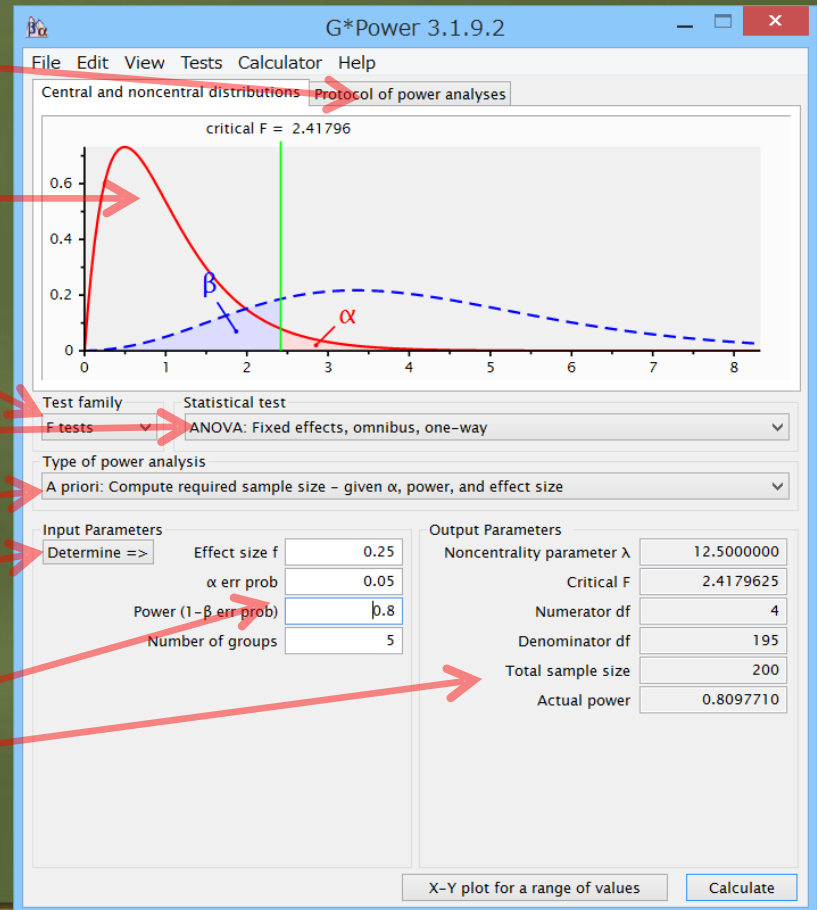 βα G*Power 3.1.9.2
File Edit View Tests Calculator Help
Central and noncentral distributions Protocol of power analyses
critical F = 2.41796
0.6
0.4
0.2
0
β
α
0 1 2 3 4 5 6 7 8
Test family Statistical test
F tests ANOVA: Fixed effects, omnibus, one-way
Type of power analysis
A priori: Compute required sample size – given α, power, and effect size
Input Parameters Output Parameters
Determine => Effect size f 0.25 Noncentrality parameter λ 12.5000000
α err prob 0.05 Critical F 2.4179625
Power (1-β err prob) 0.8 Numerator df 4
Number of groups 5 Denominator df 195
Total sample size 200
Actual power 0.8097710
X-Y plot for a range of values Calculate